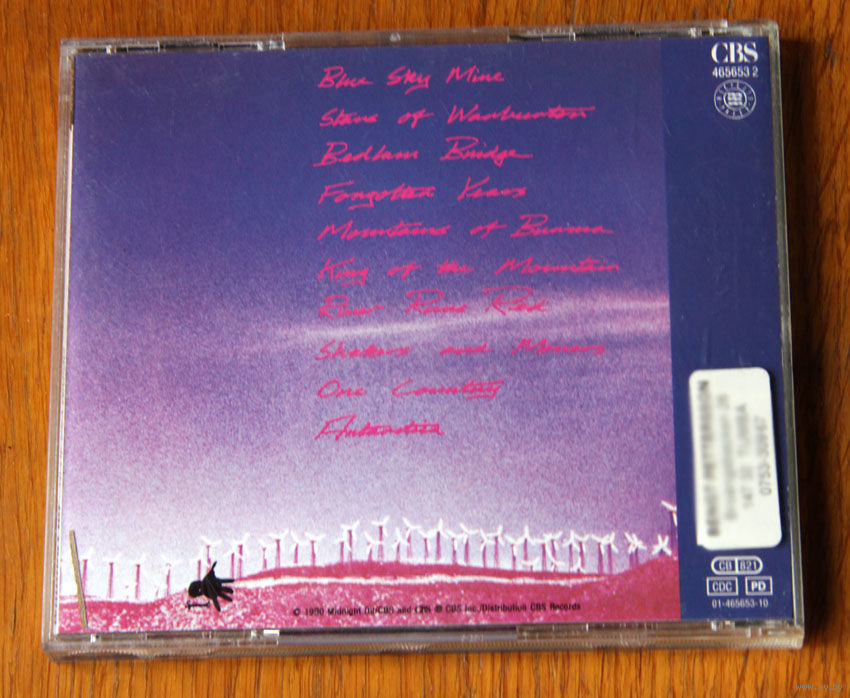 Blue Sky Mine
Stars of Warburton
Bedlam Bridge
Forgotten Years
Mountains of Burma
King of the Mountain
River Runs Red
Shakers and Movers
One Country
Antarctica
CBS
465653 2
147
TUMBA
CB 821
CDC PD
01-465653-10
© 1990 Midnight Oil/CBS and ℗ CBS Inc./Distribution CBS Records